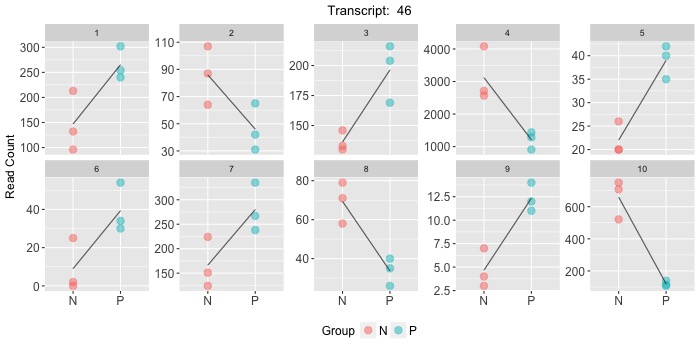 Transcript: 46
1 2 3 4 5
300 250 200 150 100
110 90 70 50 30
200 175 150
4000 3000 2000 1000
40 35 30 25 20
Read Count
6 7 8 9 10
40 20 0
300 250 200 150
80 60 40
12.5 10.0 7.5 5.0 2.5
600 400 200
N P N P N P N P N P
Group N P